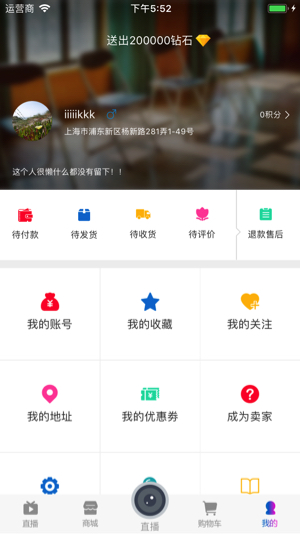 运营商 下午5:52
送出200000钻石
iiiiikkk
0积分
上海市浦东新区杨新路281弄1-49号
这个人很懒什么都没有留下！！
待付款 待发货 待收货 待评价 退款售后
我的账号 我的收藏 我的关注
我的地址 我的优惠券 成为卖家
直播 商城 直播 购物车 我的